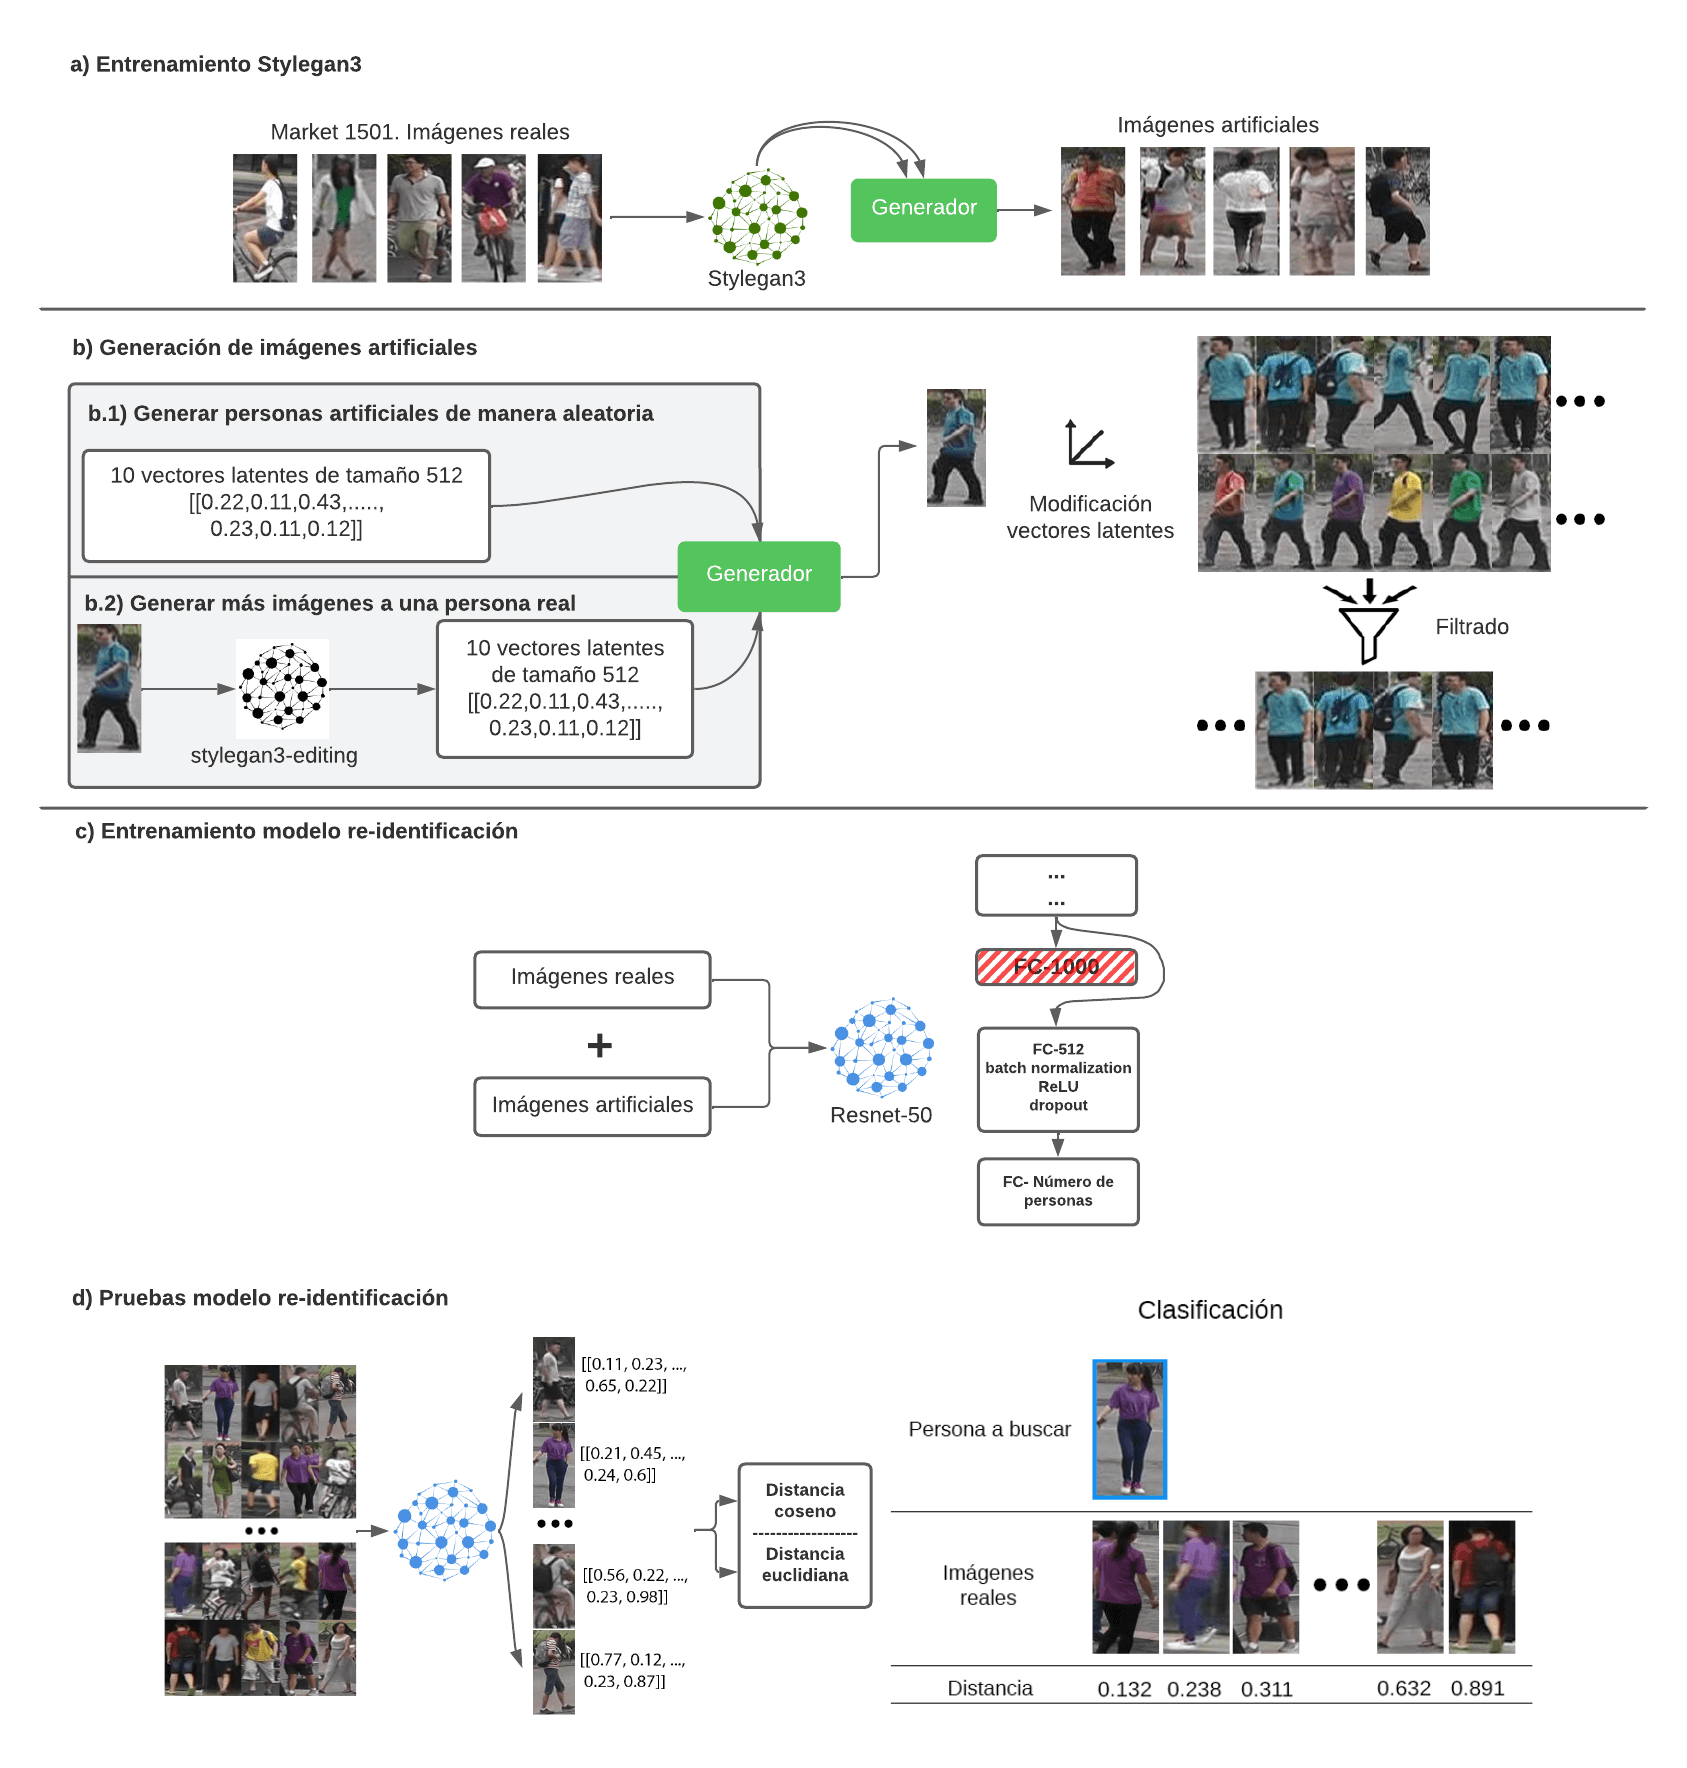 a) Entrenamiento Stylegan3
Market 1501. Imágenes reales
Imágenes artificiales
Generador
Stylegan3
b) Generación de imágenes artificiales
b.1) Generar personas artificiales de manera aleatoria
10 vectores latentes de tamaño 512
[[0.22,0.11,0.43,.....,
0.23,0.11,0.12]]
Generador
b.2) Generar más imágenes a una persona real
stylegan3-editing
10 vectores latentes
de tamaño 512
[[0.22,0.11,0.43,.....,
0.23,0.11,0.12]]
Modificación
vectores latentes
Filtrado
c) Entrenamiento modelo re-identificación
Imágenes reales
+
Imágenes artificiales
Resnet-50
...
...
FC-1000
FC-512
batch normalization
ReLU
dropout
FC- Número de
personas
d) Pruebas modelo re-identificación
[[0.11, 0.23, ...,
0.65, 0.22]]
[[0.21, 0.45, ...,
0.24, 0.6]]
[[0.56, 0.22, ...,
0.23, 0.98]]
[[0.77, 0.12, ...,
0.23, 0.87]]
Distancia
coseno
------------------
Distancia
euclidiana
Clasificación
Persona a buscar
Imágenes
reales
Distancia 0.132 0.238 0.311 0.632 0.891